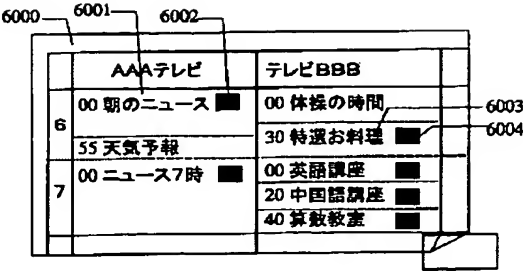 6000 6001 6002
AAAテレビ テレビBBB
6
00 朝のニュース
55 天気予報
00 体操の時間
30 特選お料理
6003
6004
7
00 ニュース7時
00 英語講座
20 中国語講座
40 算数教室